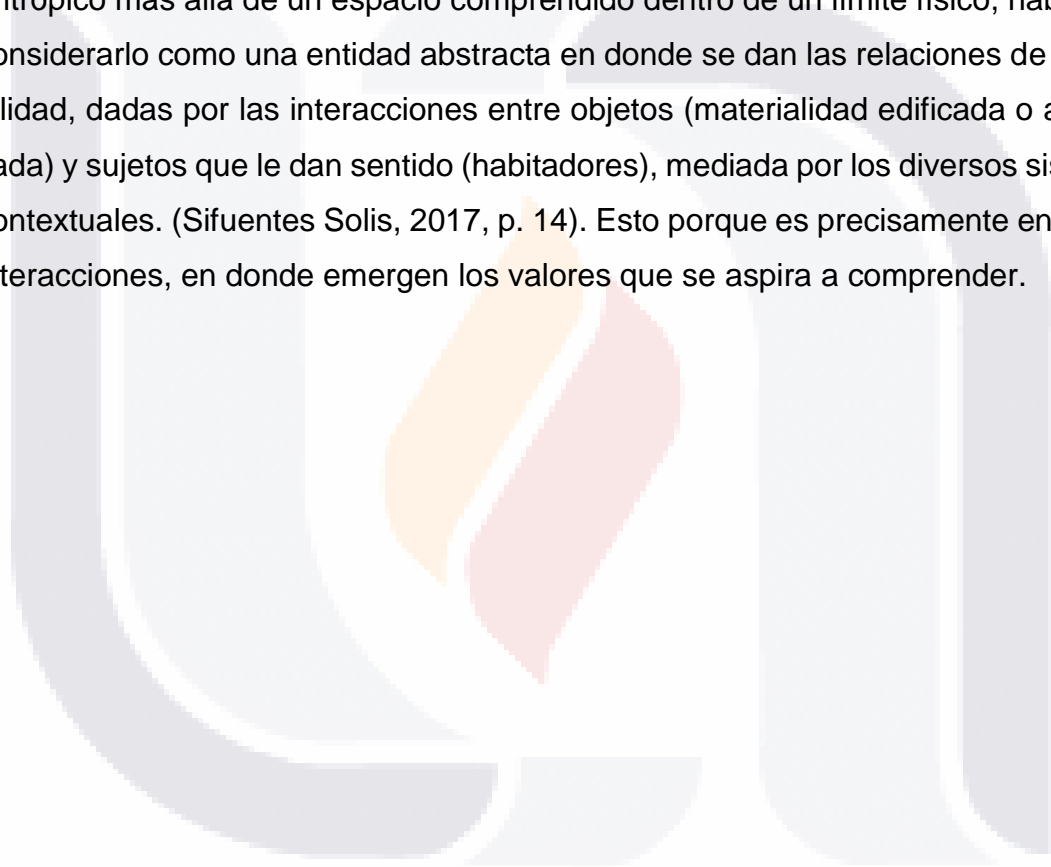 ntrópico más allá de un espacio comprendido dentro de un límite físico, hab
onsiderarlo como una entidad abstracta en donde se dan las relaciones de
lidad, dadas por las interacciones entre objetos (materialidad edificada o a
ada) y sujetos que le dan sentido (habitadores), mediada por los diversos sis
ontextuales. (Sifuentes Solis, 2017, p. 14). Esto porque es precisamente en
teracciones, en donde emergen los valores que se aspira a comprender.